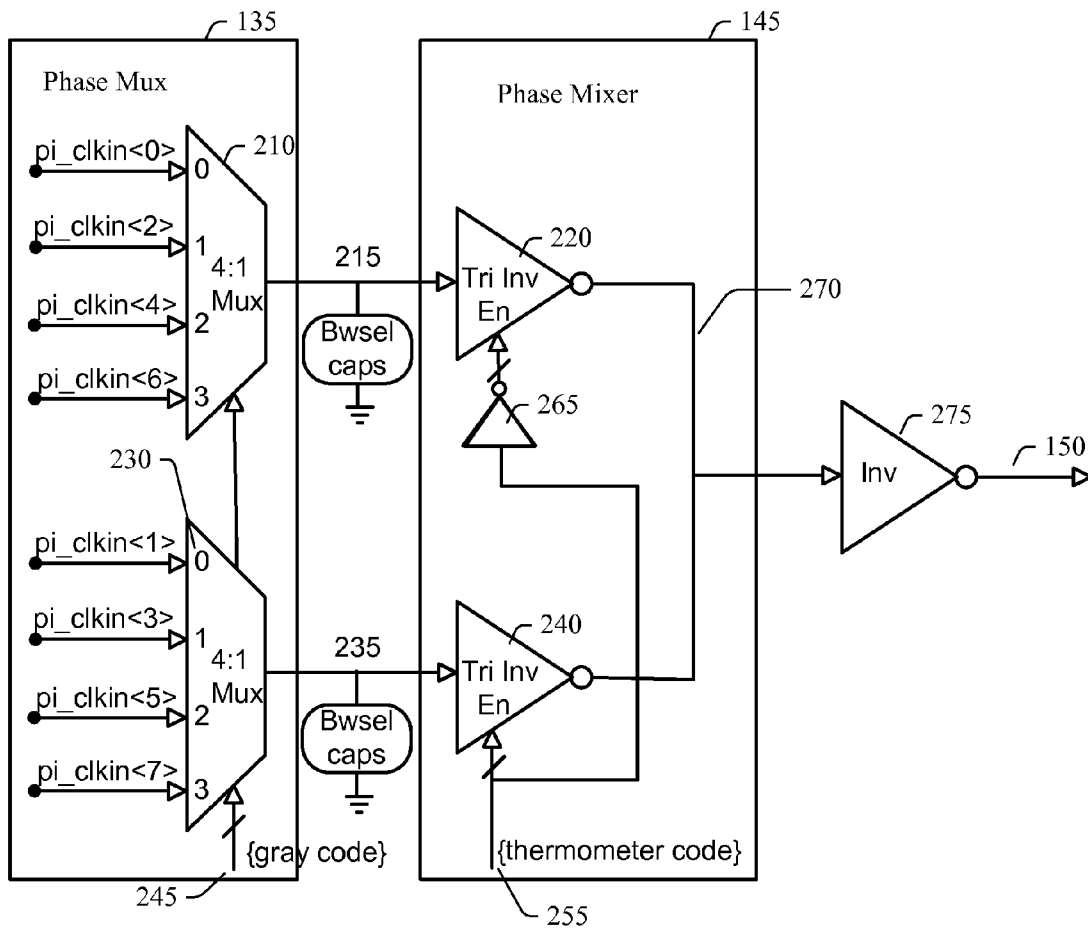 135
145
Phase Mux
Phase Mixer
pi_clkin<0>
0
210
pi_clkin<2>
1
4:1
Mux
pi_clkin<4>
2
pi_clkin<6>
3
215
Bwsel
caps
Tri Inv
En
220
265
270
275
Inv
150
230
pi_clkin<1>
0
pi_clkin<3>
1
4:1
Mux
pi_clkin<5>
2
pi_clkin<7>
3
235
Bwsel
caps
Tri Inv
En
240
{gray code}
245
{thermometer code}
255